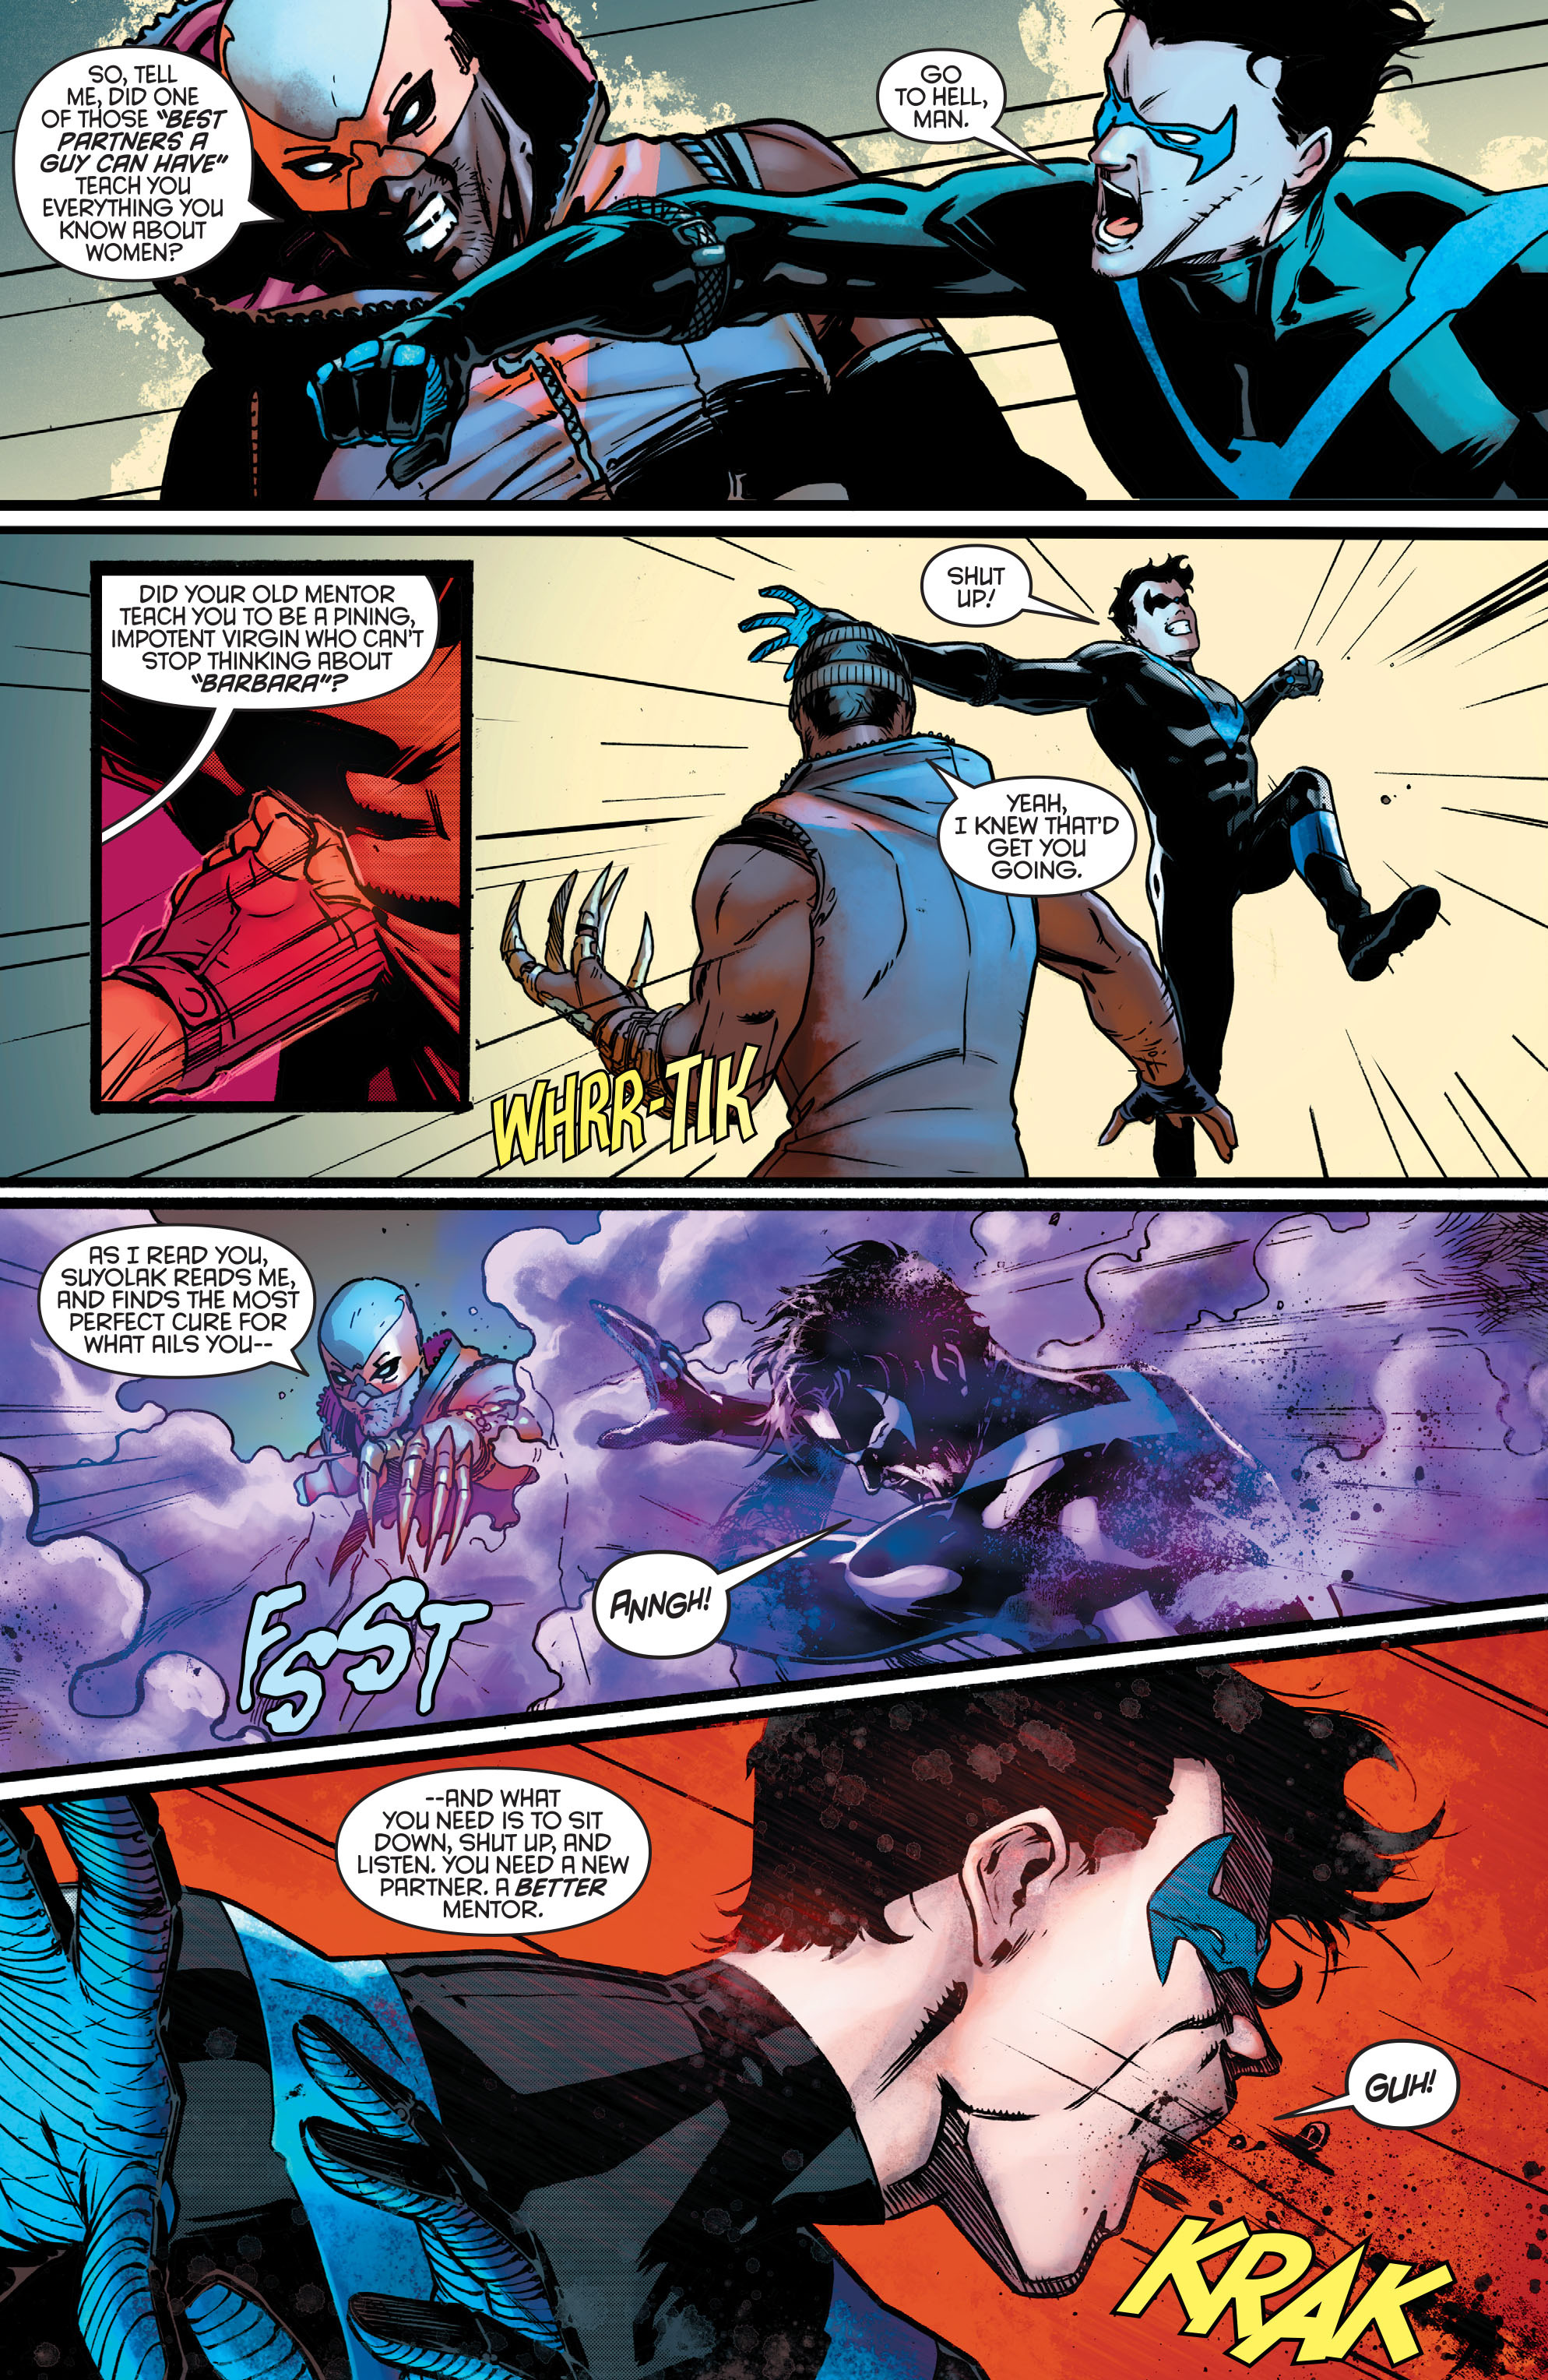 SO, TELL
ME, DID ONE
OF THOSE "BEST
PARTNERS A
GUY CAN HAVE"
TEACH YOU
EVERYTHING YOU
KNOW ABOUT
WOMEN?
GO
TO HELL,
MAN.
DID YOUR OLD MENTOR
TEACH YOU TO BE A PINING,
IMPOTENT VIRGIN WHO CAN'T
STOP THINKING ABOUT
"BARBARA"?
SHUT
UP!
YEAH,
I KNEW THAT'D
GET YOU
GOING.
WHRR-TIK
AS I READ YOU,
SUYOLAK READS ME,
AND FINDS THE MOST
PERFECT CURE FOR
WHAT AILS YOU--
ANNGH!
FSSST
--AND WHAT
YOU NEED IS TO SIT
DOWN, SHUT UP, AND
LISTEN. YOU NEED A NEW
PARTNER. A BETTER
MENTOR.
GUH!
KRAK